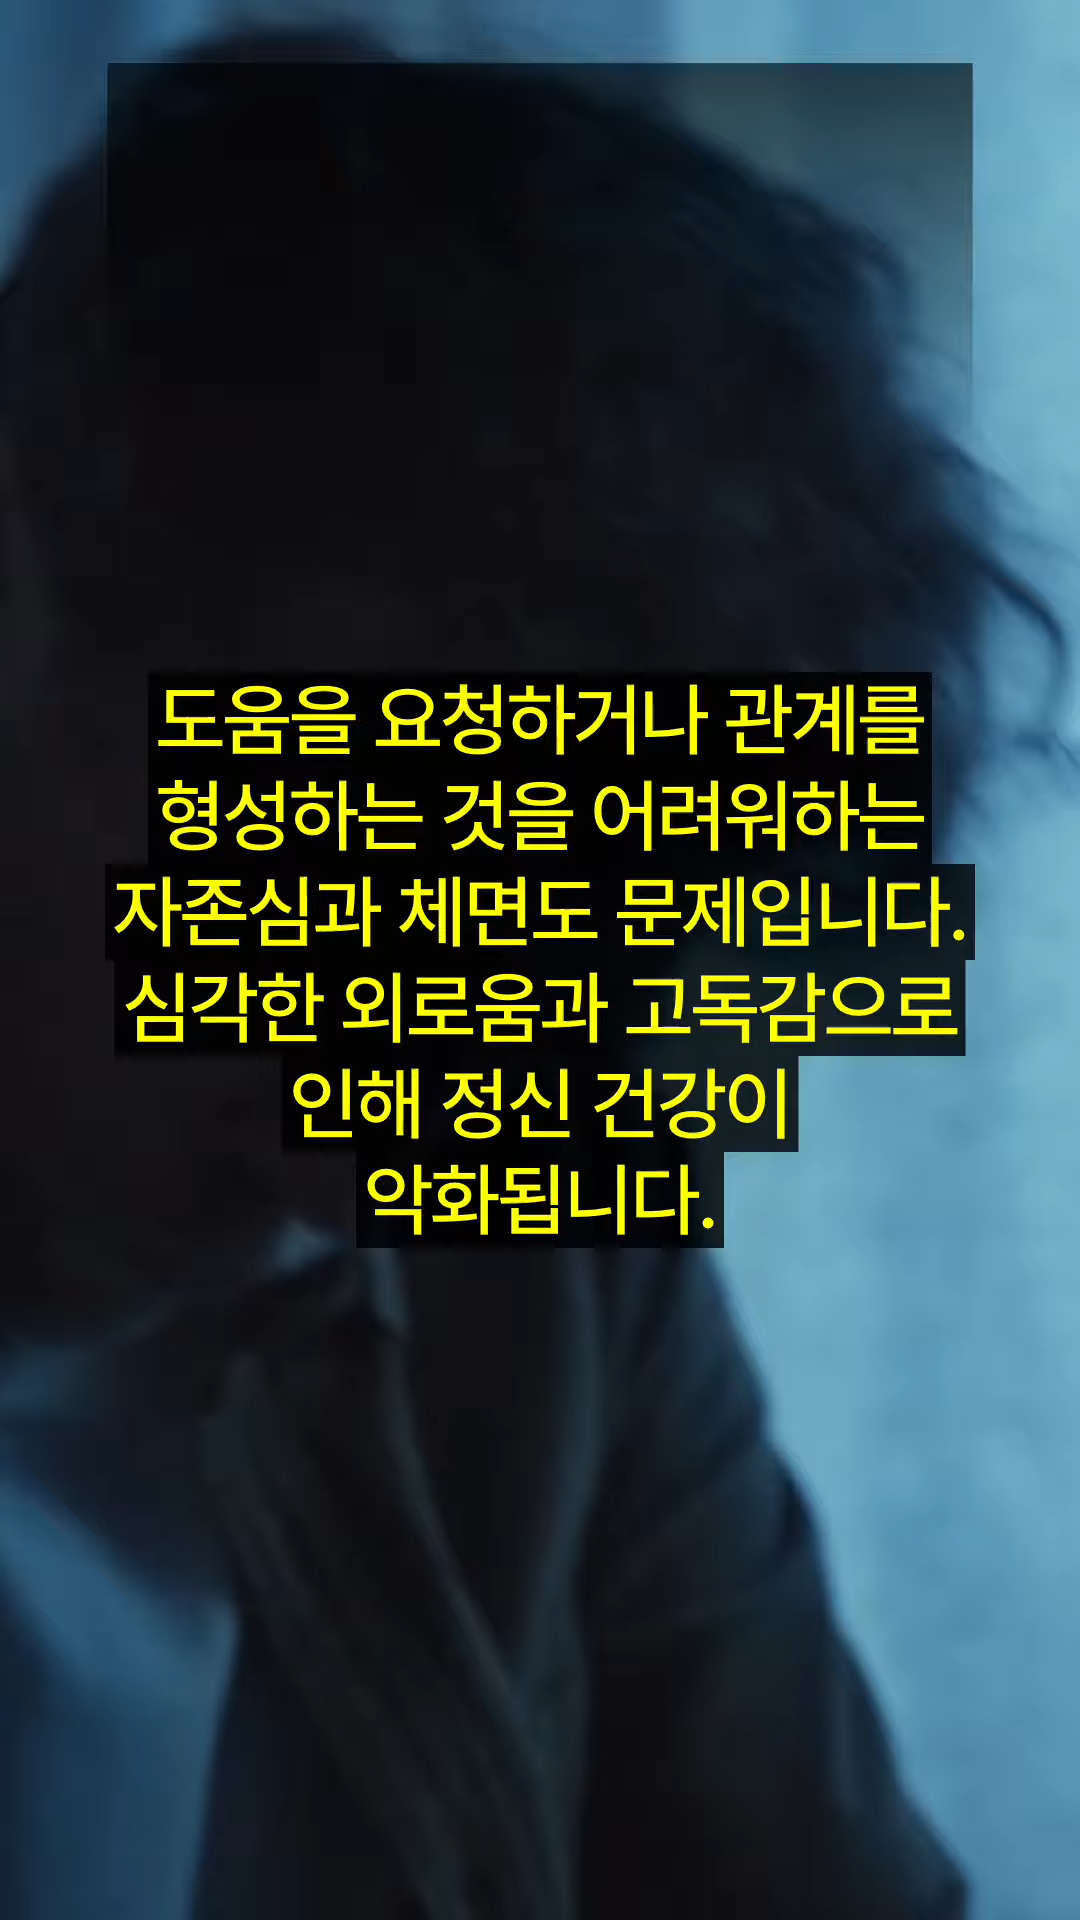 도움을 요청하거나 관계를
형성하는 것을 어려워하는
자존심과 체면도 문제입니다.
심각한 외로움과 고독감으로
인해 정신 건강이
악화됩니다.